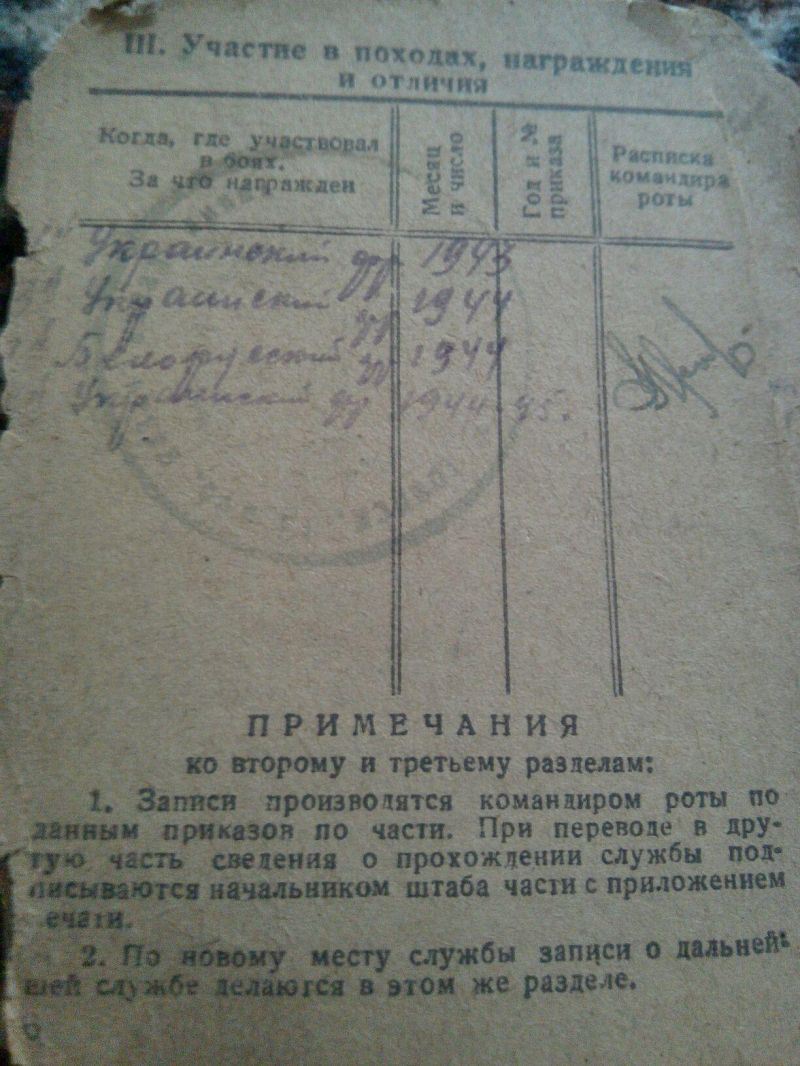 III. Участие в походах, награждения
и отличия
Когда, где участвовал
в боях.
За что награжден
Месяц
и число
Год и №
приказа
Расписка
командира
роты
Украинский фр 1943
Украинский фр 1944
Белорусский фр 1944
Украинский фр 1944-45.
ПРИМЕЧАНИЯ
ко второму и третьему разделам:
1. Записи производятся командиром роты по
данным приказов по части. При переводе в дру-
гую часть сведения о прохождении службы под-
писываются начальником штаба части с приложением
печати.
2. По новому месту службы записи о дальней-
шей службе делаются в этом же разделе.